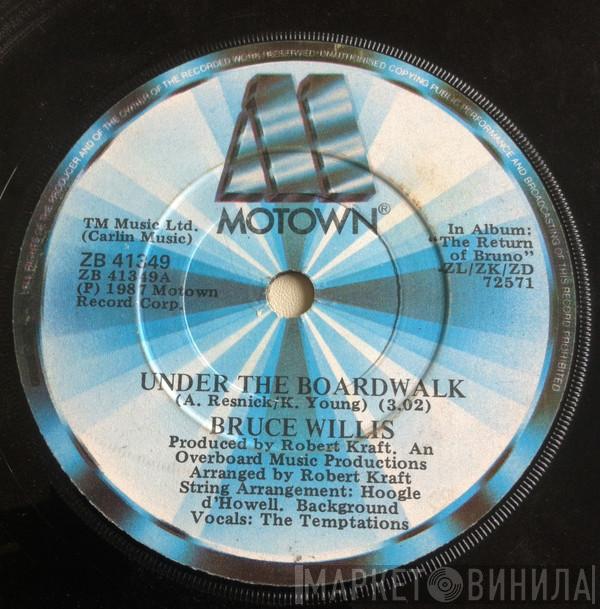 ALL RIGHTS OF THE PRODUCER AND OF THE OWNER OF THE RECORDED WORK RESERVED · UNAUTHORISED COPYING PUBLIC PERFORMANCE AND BROADCASTING OF THIS RECORD PROHIBITED
MOTOWN®
TM Music Ltd.
(Carlin Music)
ZB 41349
ZB 41349A
(P) 1987 Motown
Record Corp.
In Album:
"The Return
of Bruno"
ZL/ZK/ZD
72571
UNDER THE BOARDWALK
(A. Resnick/K. Young) (3.02)
BRUCE WILLIS
Produced by Robert Kraft. An
Overboard Music Productions
Arranged by Robert Kraft
String Arrangement: Hoogle
d'Howell. Background
Vocals: The Temptations
МАРКЕТ ВИНИЛА